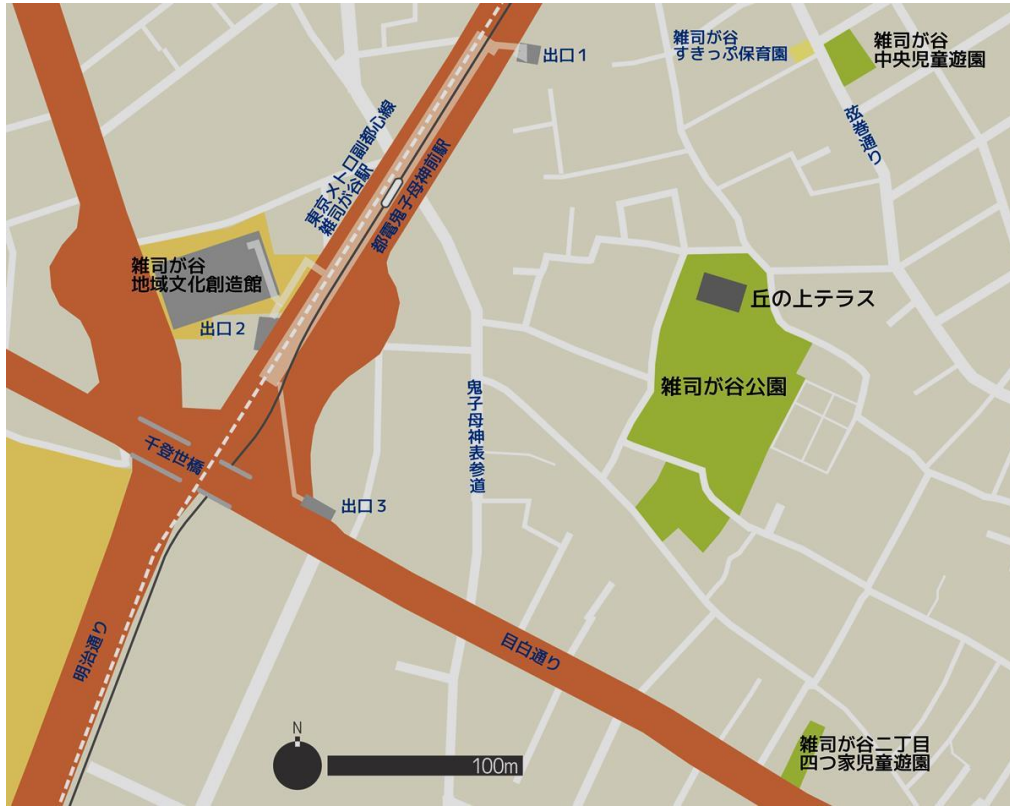 出口1
雑司が谷
すきっぷ保育園
雑司が谷
中央児童遊園
弦巻通り
東京メトロ副都心線
雑司が谷駅
都電鬼子母神前駅
雑司が谷
地域文化創造館
出口2
丘の上テラス
雑司が谷公園
鬼子母神表参道
千登世橋
出口3
明治通り
目白通り
雑司が谷二丁目
四つ家児童遊園
N
100m